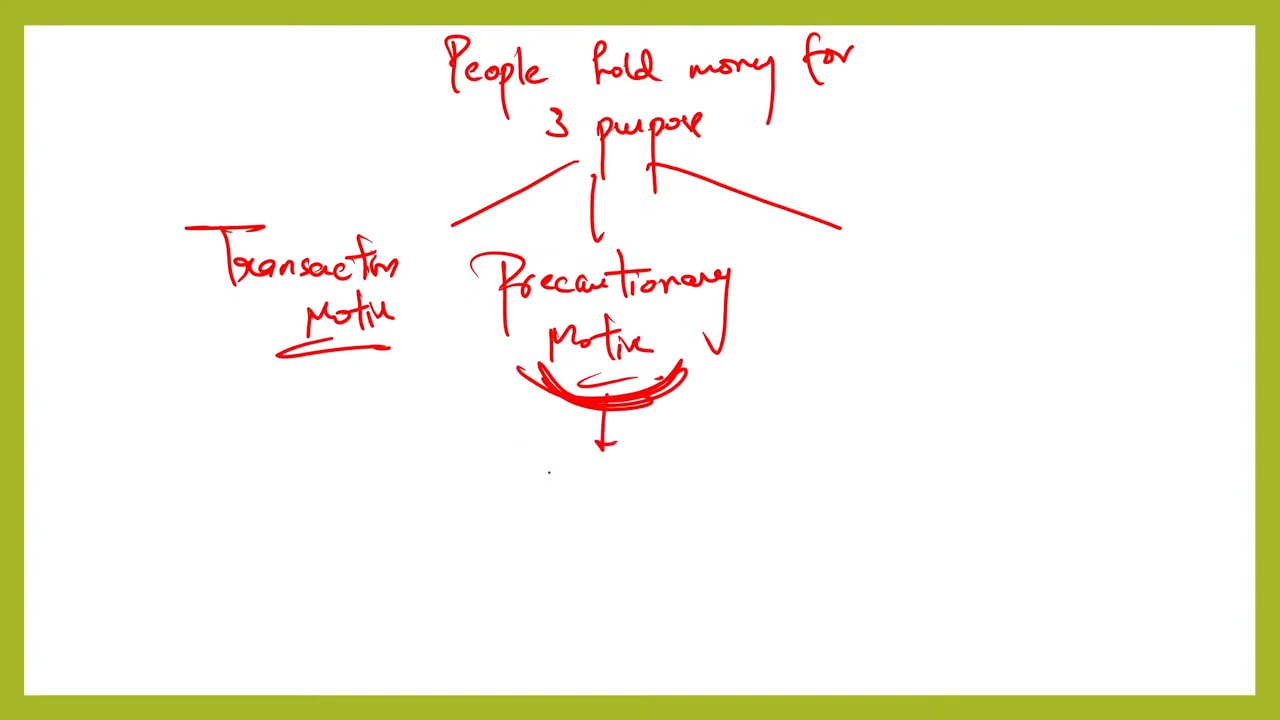 People hold money for
3 purpose
Transaction
Motive
Precautionary
Motive